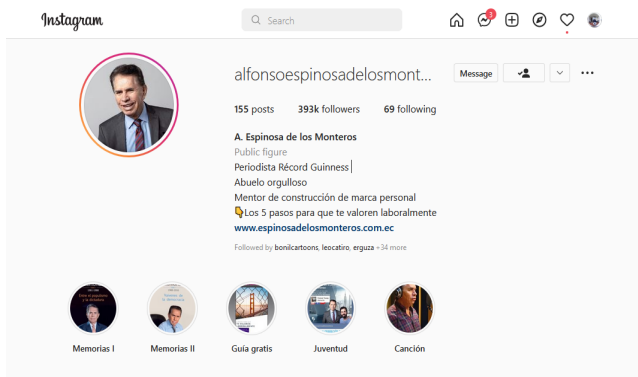 Instagram
Search
3
alfonsoespinosadelosmont...
Message
155 posts 393k followers 69 following
A. Espinosa de los Monteros
Public figure
Periodista Récord Guinness
Abuelo orgulloso
Mentor de construcción de marca personal
👇Los 5 pasos para que te valoren laboralmente
www.espinosadelosmonteros.com.ec
Followed by bonilcartoons, leocatiro, erguza +34 more
Memorias I
Memorias II
Guía gratis
Juventud
Canción